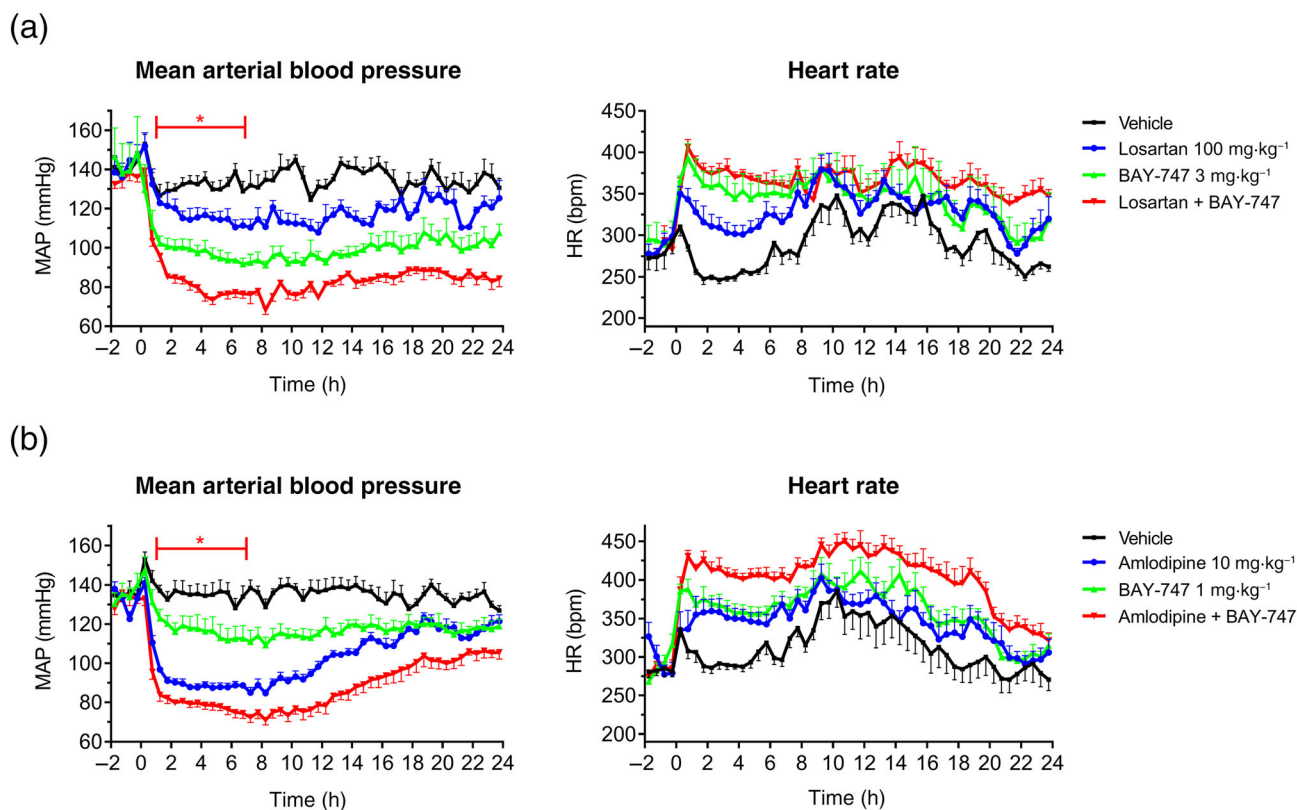 (a)
Mean arterial blood pressure
Heart rate
*
MAP (mmHg)
160
140
120
100
80
60
–2 0 2 4 6 8 10 12 14 16 18 20 22 24
Time (h)
HR (bpm)
450
400
350
300
250
200
–2 0 2 4 6 8 10 12 14 16 18 20 22 24
Time (h)
Vehicle
Losartan 100 mg·kg⁻¹
BAY-747 3 mg·kg⁻¹
Losartan + BAY-747
(b)
Mean arterial blood pressure
Heart rate
*
MAP (mmHg)
160
140
120
100
80
60
–2 0 2 4 6 8 10 12 14 16 18 20 22 24
Time (h)
HR (bpm)
450
400
350
300
250
200
–2 0 2 4 6 8 10 12 14 16 18 20 22 24
Time (h)
Vehicle
Amlodipine 10 mg·kg⁻¹
BAY-747 1 mg·kg⁻¹
Amlodipine + BAY-747